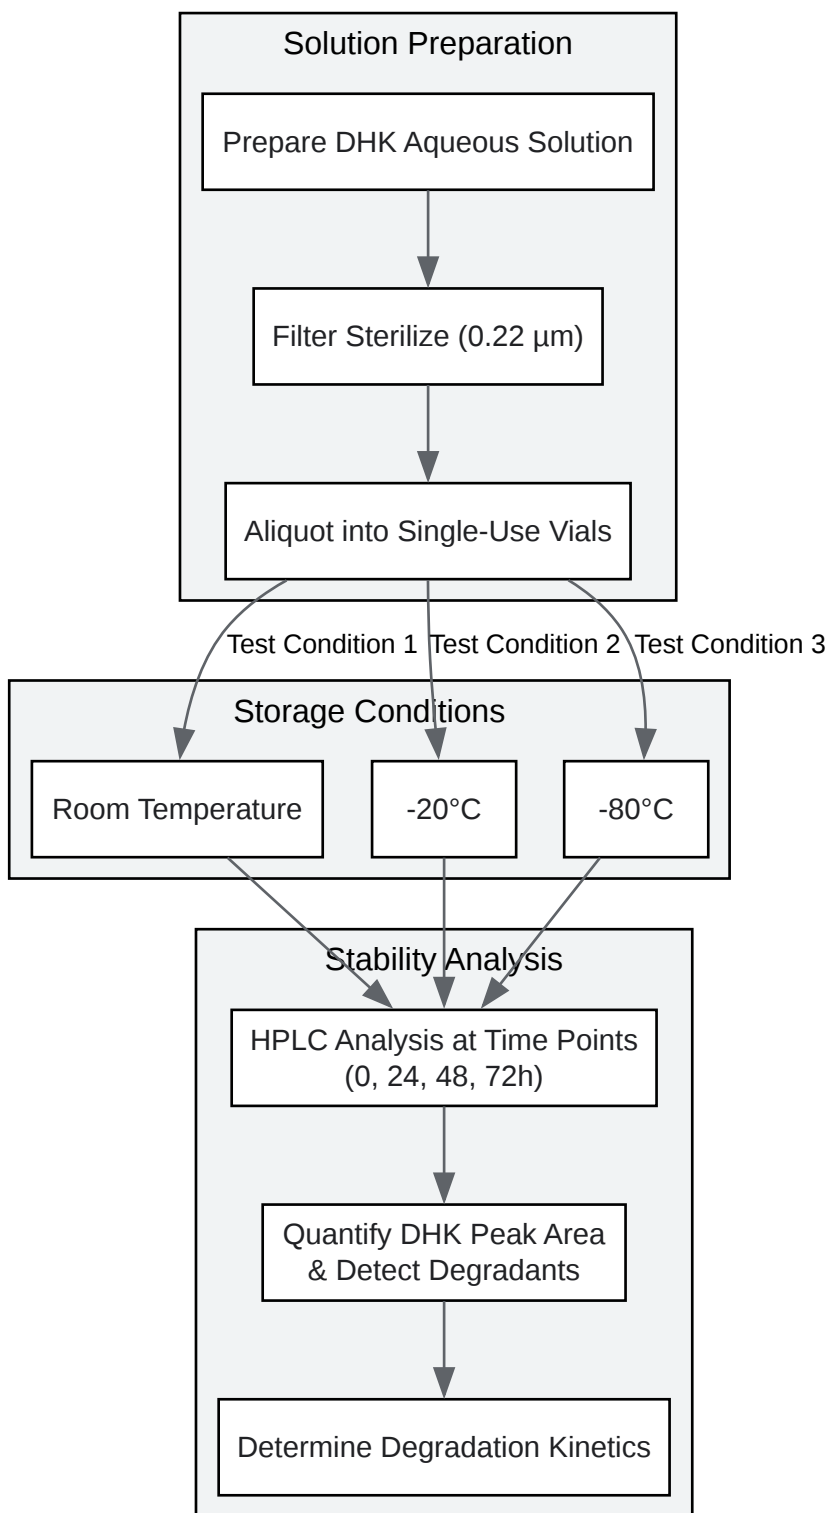 Solution Preparation
Prepare DHK Aqueous Solution
Filter Sterilize (0.22 µm)
Aliquot into Single-Use Vials
Test Condition 1
Test Condition 2
Test Condition 3
Storage Conditions
Room Temperature
-20°C
-80°C
Stability Analysis
HPLC Analysis at Time Points
(0, 24, 48, 72h)
Quantify DHK Peak Area
& Detect Degradants
Determine Degradation Kinetics